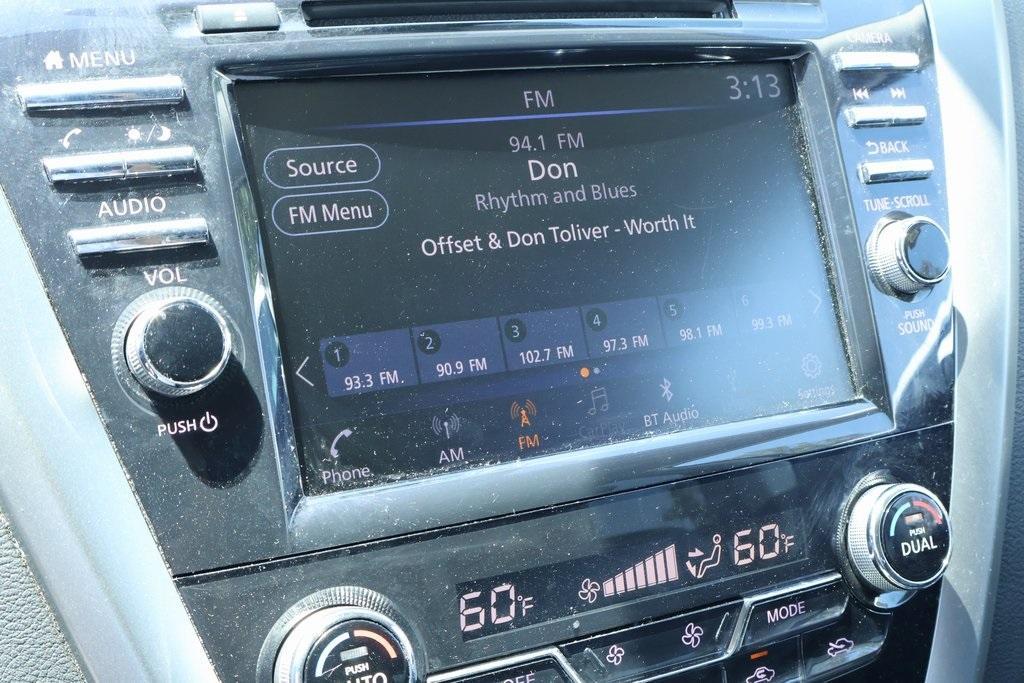 MENU
AUDIO
VOL
PUSH
FM
3:13
94.1 FM
Don
Rhythm and Blues
Offset & Don Toliver - Worth It
Source
FM Menu
1
93.3 FM.
2
90.9 FM
3
102.7 FM
4
97.3 FM
5
98.1 FM
6
99.3 FM
Phone
AM
FM
BT Audio
Settings
CAMERA
BACK
TUNE·SCROLL
PUSH
SOUND
60°F
60°F
PUSH
DUAL
MODE
PUSH
AUTO
OFF